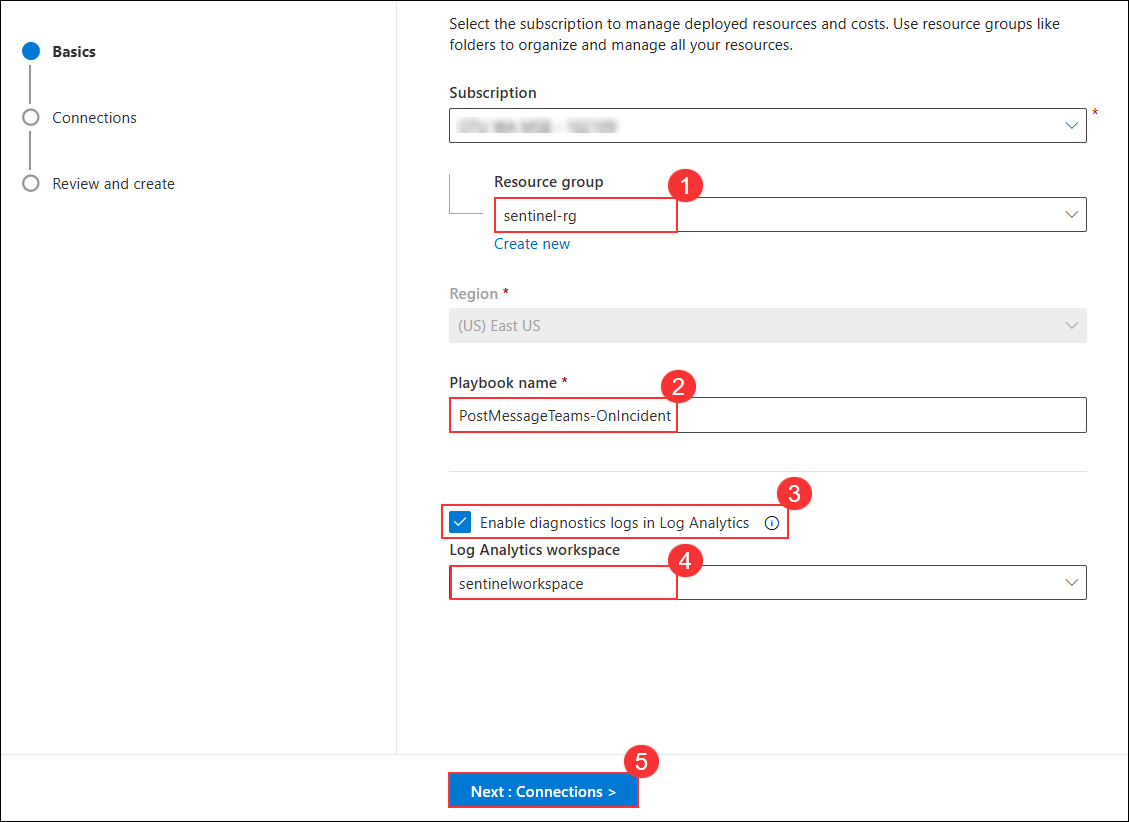 Basics
Connections
Review and create
Select the subscription to manage deployed resources and costs. Use resource groups like
folders to organize and manage all your resources.
Subscription
*
Resource group
1
sentinel-rg
Create new
Region *
(US) East US
Playbook name *
2
PostMessageTeams-OnIncident
3
Enable diagnostics logs in Log Analytics
Log Analytics workspace
4
sentinelworkspace
5
Next : Connections >